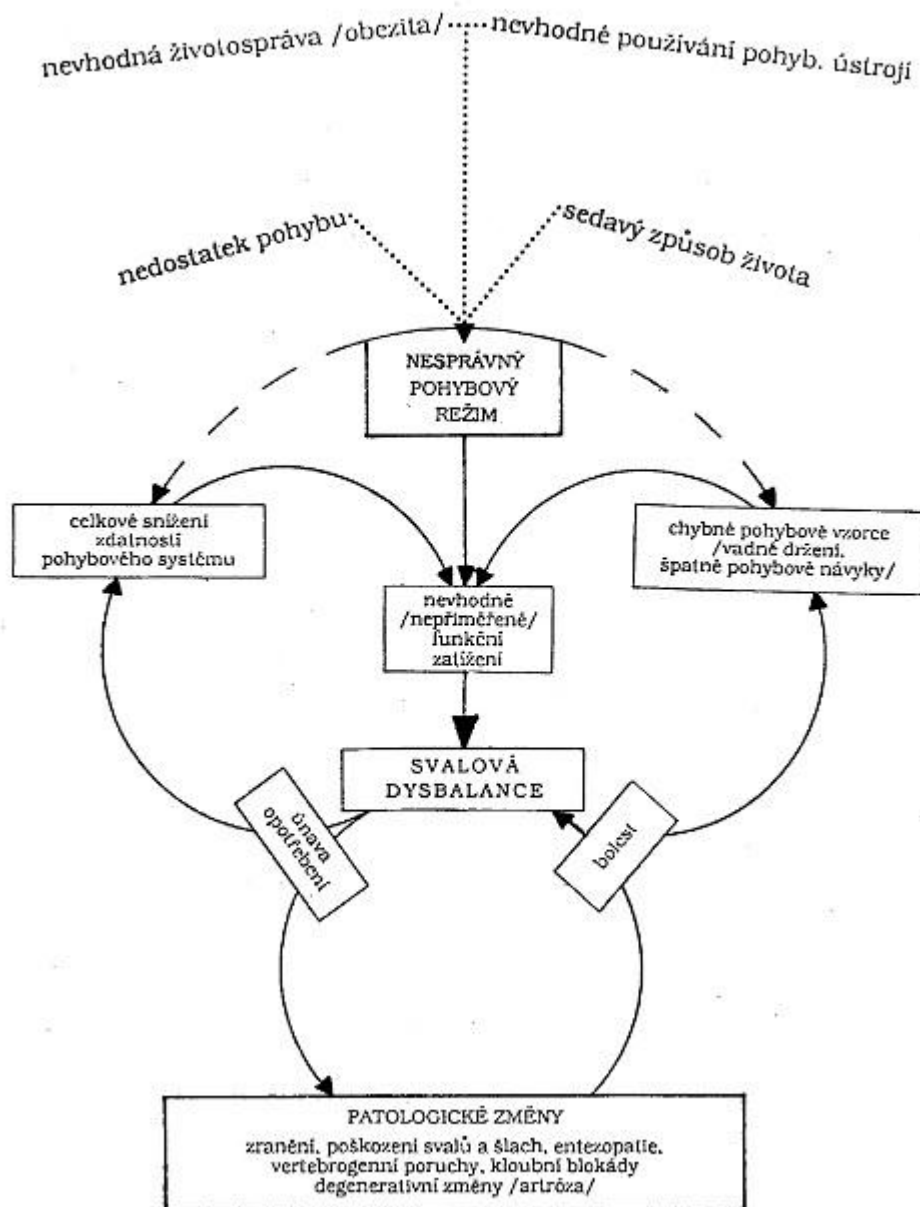 nevhodná životospráva /obezita/
nevhodné používání pohyb. ústrojí
nedostatek pohybu
sedavý způsob života
NESPRÁVNÝ
POHYBOVÝ
REŽIM
celkové snížení
zdatnosti
pohybového systému
chybné pohybové vzorce
/vadné držení,
špatné pohybové návyky/
nevhodné
/nepřiměřené/
funkční
zatížení
SVALOVÁ
DYSBALANCE
únava
opotřebení
bolest
PATOLOGICKÉ ZMĚNY
zranění, poškození svalů a šlach, entezopatie,
vertebrogenní poruchy, kloubní blokády
degenerativní změny /artróza/